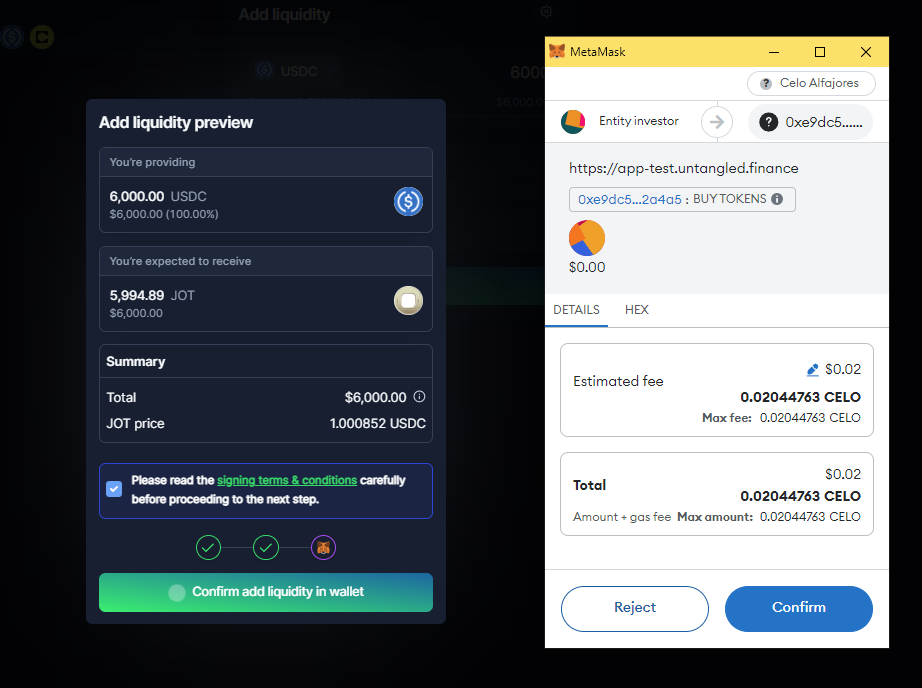 Add liquidity
USDC
6000
$6,000.0
Add liquidity preview
You're providing
6,000.00 USDC
$6,000.00 (100.00%)
You're expected to receive
5,994.89 JOT
$6,000.00
Summary
Total $6,000.00
JOT price 1.000852 USDC
Please read the signing terms & conditions carefully
before proceeding to the next step.
Confirm add liquidity in wallet
MetaMask
Celo Alfajores
Entity investor 0xe9dc5......
https://app-test.untangled.finance
0xe9dc5...2a4a5 : BUY TOKENS
$0.00
DETAILS HEX
Estimated fee $0.02
0.02044763 CELO
Max fee: 0.02044763 CELO
Total $0.02
0.02044763 CELO
Amount + gas fee Max amount: 0.02044763 CELO
Reject Confirm